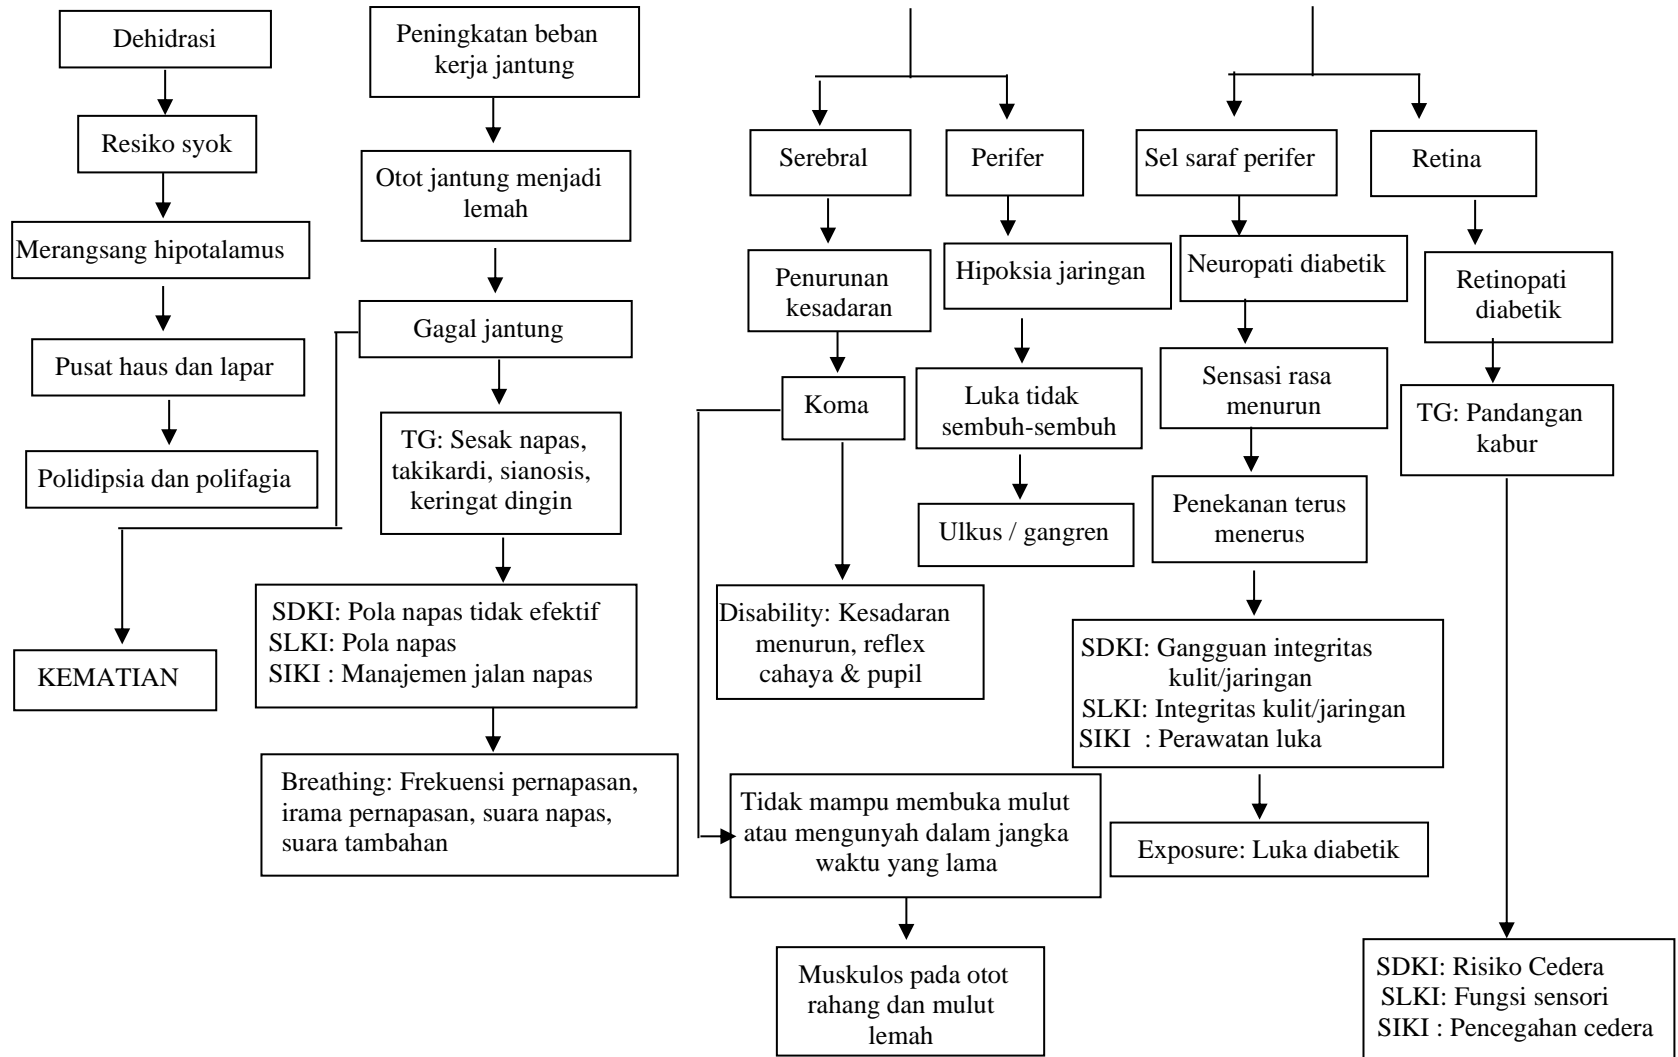 Dehidrasi
Resiko syok
Merangsang hipotalamus
Pusat haus dan lapar
Polidipsia dan polifagia
KEMATIAN
Peningkatan beban
kerja jantung
Otot jantung menjadi
lemah
Gagal jantung
TG: Sesak napas,
takikardi, sianosis,
keringat dingin
SDKI: Pola napas tidak efektif
SLKI: Pola napas
SIKI : Manajemen jalan napas
Breathing: Frekuensi pernapasan,
irama pernapasan, suara napas,
suara tambahan
Serebral
Penurunan
kesadaran
Koma
Disability: Kesadaran
menurun, reflex
cahaya & pupil
Tidak mampu membuka mulut
atau mengunyah dalam jangka
waktu yang lama
Muskulos pada otot
rahang dan mulut
lemah
Perifer
Hipoksia jaringan
Luka tidak
sembuh-sembuh
Ulkus / gangren
Sel saraf perifer
Neuropati diabetik
Sensasi rasa
menurun
Penekanan terus
menerus
SDKI: Gangguan integritas
kulit/jaringan
SLKI: Integritas kulit/jaringan
SIKI : Perawatan luka
Exposure: Luka diabetik
Retina
Retinopati
diabetik
TG: Pandangan
kabur
SDKI: Risiko Cedera
SLKI: Fungsi sensori
SIKI : Pencegahan cedera